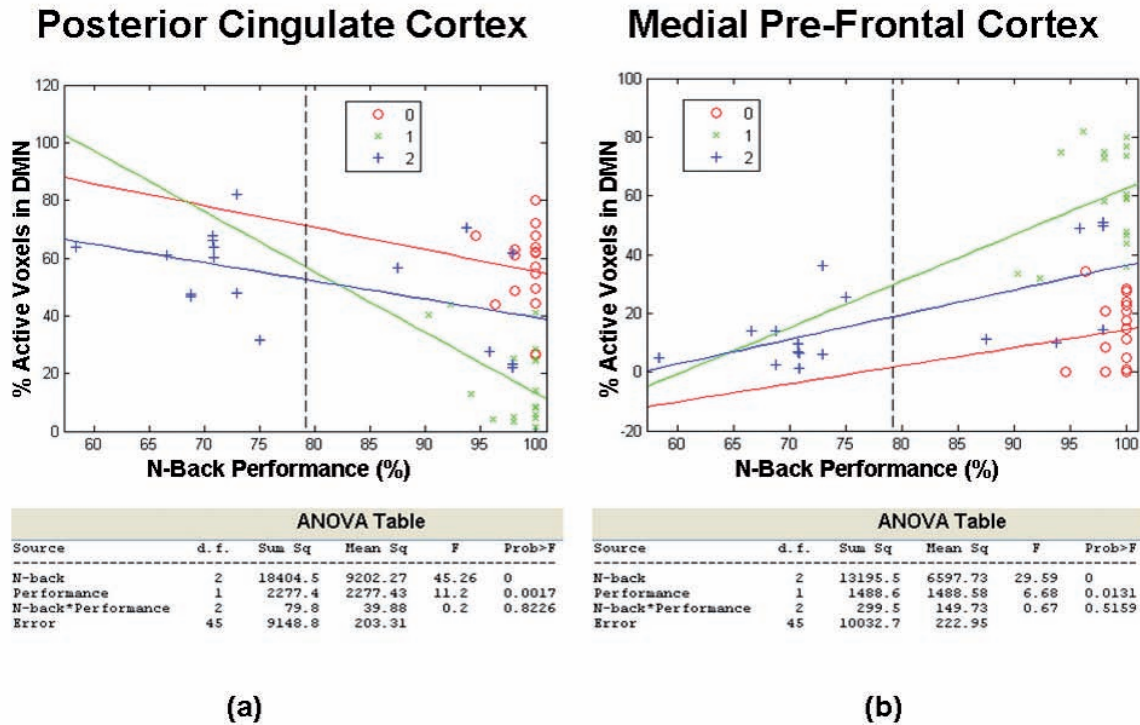 Posterior Cingulate Cortex
% Active Voxels in DMN
120
100
80
60
40
20
0
0
1
2
60 65 70 75 80 85 90 95 100
N-Back Performance (%)
ANOVA Table
Source d.f. Sum Sq Mean Sq F Prob>F
N-back 2 18404.5 9202.27 45.26 0
Performance 1 2277.4 2277.43 11.2 0.0017
N-back*Performance 2 79.8 39.88 0.2 0.8226
Error 45 9148.8 203.31
(a)
Medial Pre-Frontal Cortex
% Active Voxels in DMN
100
80
60
40
20
0
-20
0
1
2
60 65 70 75 80 85 90 95 100
N-Back Performance (%)
ANOVA Table
Source d.f. Sum Sq Mean Sq F Prob>F
N-back 2 13195.5 6597.73 29.59 0
Performance 1 1488.6 1488.58 6.68 0.0131
N-back*Performance 2 299.5 149.73 0.67 0.5159
Error 45 10032.7 222.95
(b)